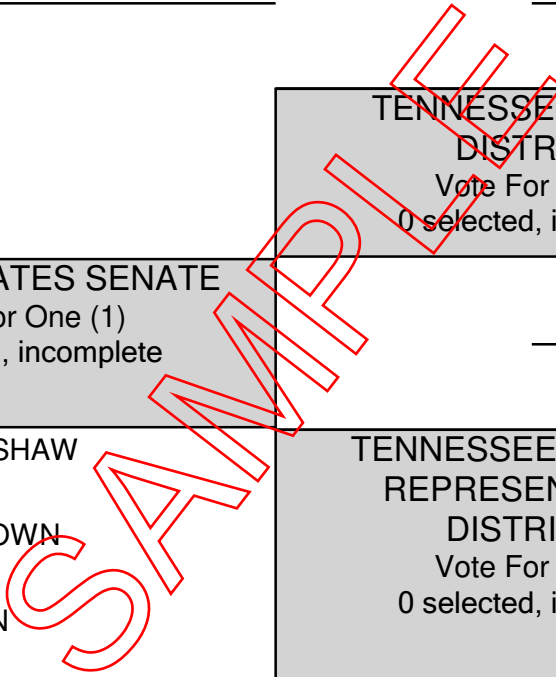 ATES SENATE
or One (1)
, incomplete
SHAW
OWN
N
TENNESSEE
DISTR
Vote For
0 selected, i
TENNESSEE
REPRESEN
DISTRI
Vote For
0 selected, i
SAMPLE